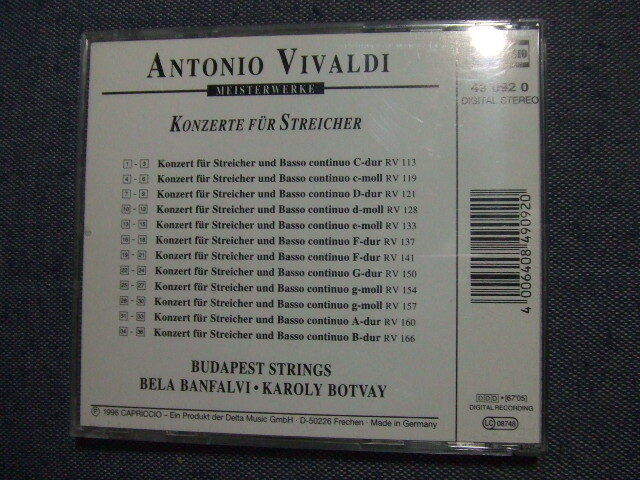 ANTONIO VIVALDI
MEISTERWERKE
KONZERTE FÜR STREICHER
1 - 3 Konzert für Streicher und Basso continuo C-dur RV 113
4 - 6 Konzert für Streicher und Basso continuo c-moll RV 119
7 - 9 Konzert für Streicher und Basso continuo D-dur RV 121
10 - 12 Konzert für Streicher und Basso continuo d-moll RV 128
13 - 15 Konzert für Streicher und Basso continuo e-moll RV 133
16 - 18 Konzert für Streicher und Basso continuo F-dur RV 137
19 - 21 Konzert für Streicher und Basso continuo F-dur RV 141
22 - 24 Konzert für Streicher und Basso continuo G-dur RV 150
25 - 27 Konzert für Streicher und Basso continuo g-moll RV 154
28 - 30 Konzert für Streicher und Basso continuo g-moll RV 157
31 - 33 Konzert für Streicher und Basso continuo A-dur RV 160
34 - 36 Konzert für Streicher und Basso continuo B-dur RV 166
BUDAPEST STRINGS
BELA BANFALVI • KAROLY BOTVAY
Ⓟ 1996 CAPRICCIO – Ein Produkt der Delta Music GmbH · D-50226 Frechen · Made in Germany
DIGITAL STEREO
4 006408 490920
DDD • [67'05]
DIGITAL RECORDING
LC 08748